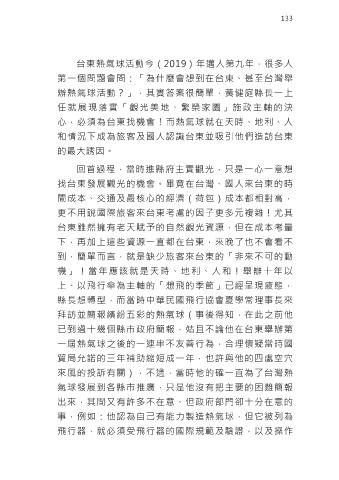 133
台東熱氣球活動今（2019）年邁入第九年，很多人
第一個問題會問：「為什麼會想到在台東、甚至台灣舉
辦熱氣球活動？」，其實答案很簡單，黃健庭縣長一上
任就展現落實「觀光美地、繁榮家園」施政主軸的決
心，必須為台東找機會！而熱氣球就在天時、地利、人
和情況下成為旅客及國人認識台東並吸引他們造訪台東
的最大誘因。
回首過程，當時進縣府主責觀光，只是一心一意想
找台東發展觀光的機會。畢竟在台灣、國人來台東的時
間成本、交通及最核心的經濟（荷包）成本都相對高，
更不用說國際旅客來台東考慮的因子更多元複雜！尤其
台東雖然擁有老天賦予的自然觀光資源，但在成本考量
下，再加上這些資源一直都在台東，來晚了也不會看不
到，簡單而言，就是缺少旅客來台東的「非來不可的動
機」！當年應該就是天時、地利、人和！舉辦十年以
上、以飛行傘為主軸的「想飛的季節」已經呈現疲態，
縣長想轉型，而當時中華民國飛行協會夏學常理事長來
拜訪並簡報繽紛五彩的熱氣球（事後得知，在此之前他
已到過十幾個縣市政府簡報，姑且不論他在台東舉辦第
一屆熱氣球之後的一連串不友善行為，合理懷疑當時國
貿局允諾的三年補助縮短成一年，也許與他的四處空穴
來風的投訴有關），不過，當時他的確一直為了台灣熱
氣球發展到各縣市推廣，只是他沒有把主要的困難簡報
出來，其間又有許多不在意、但政府部門卻十分在意的
事，例如：他認為自己有能力製造熱氣球，但它被列為
飛行器，就必須受飛行器的國際規範及驗證，以及操作